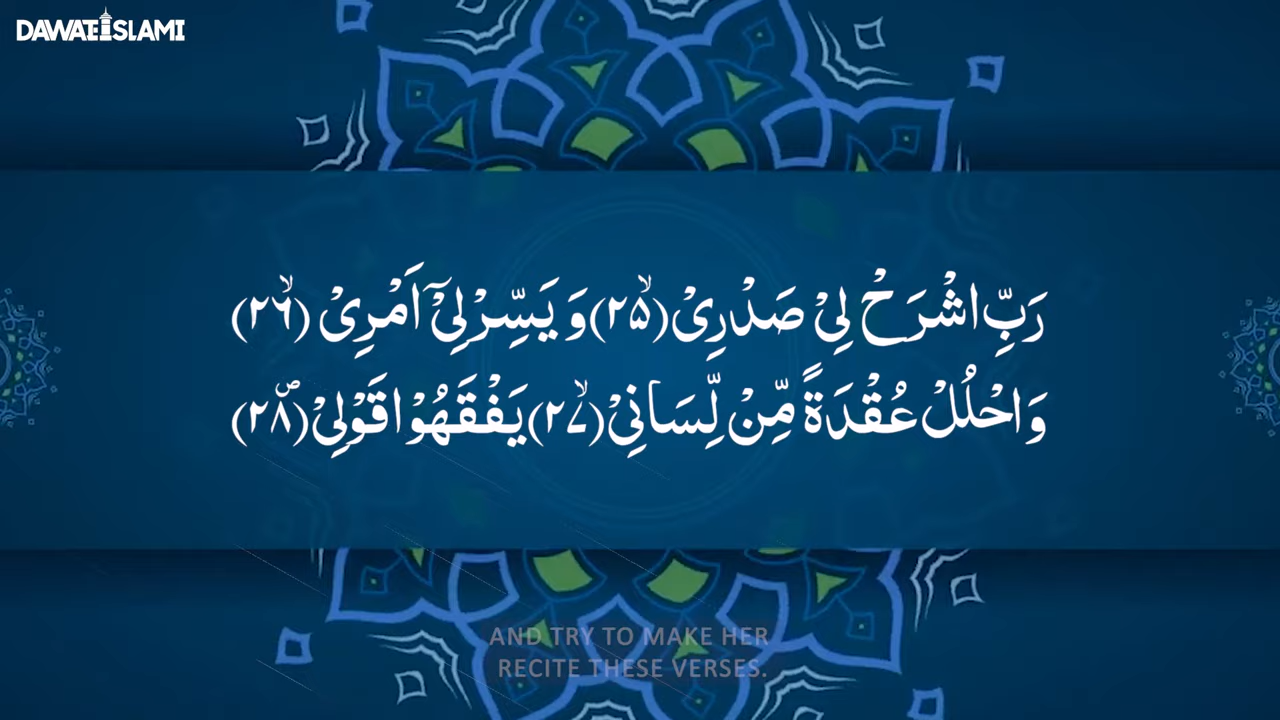 DAWATEISLAMI
رَبِّ اشْرَحْ لِیْ صَدْرِیْ(۲۵ۙ) وَ یَسِّرْ لِیْۤ اَمْرِیْ (۲۶ۙ)
وَ احْلُلْ عُقْدَةً مِّنْ لِّسَانِیْ(۲۷ۙ) یَفْقَهُوْا قَوْلِیْ(۲۸۪)
AND TRY TO MAKE HER
RECITE THESE VERSES.